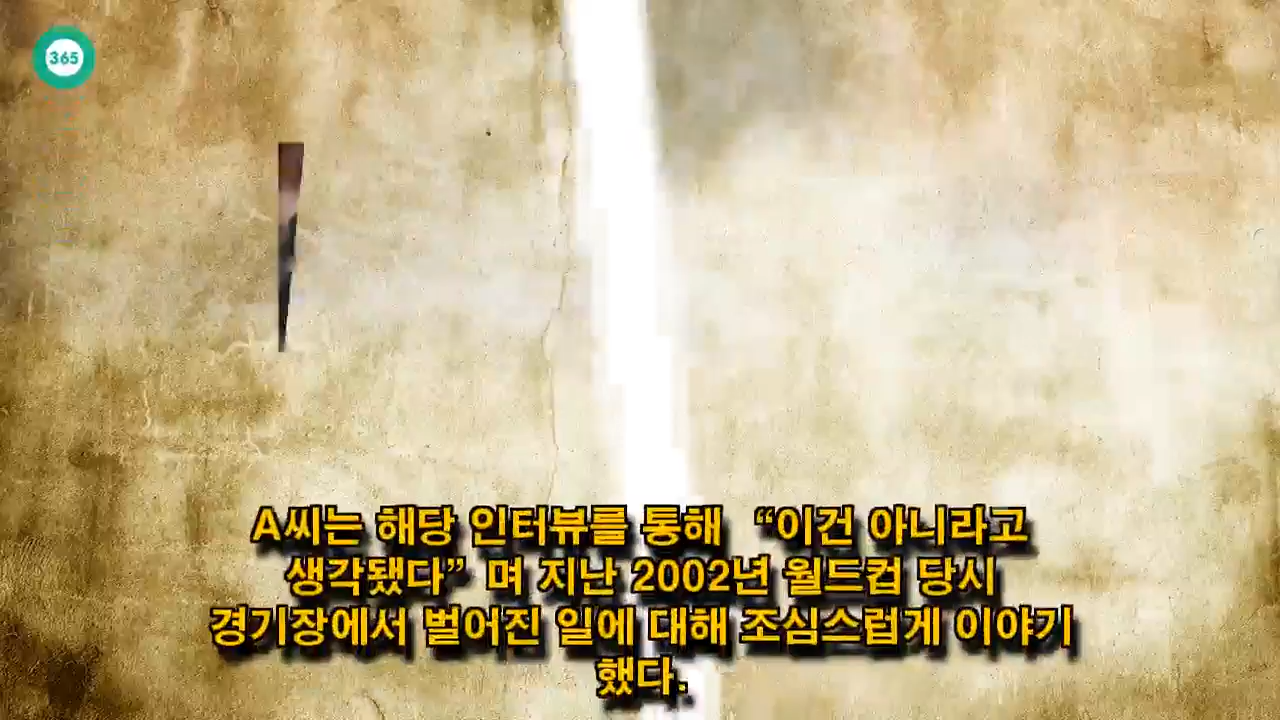 365
A씨는 해당 인터뷰를 통해 “이건 아니라고
생각됐다” 며 지난 2002년 월드컵 당시
경기장에서 벌어진 일에 대해 조심스럽게 이야기
했다.